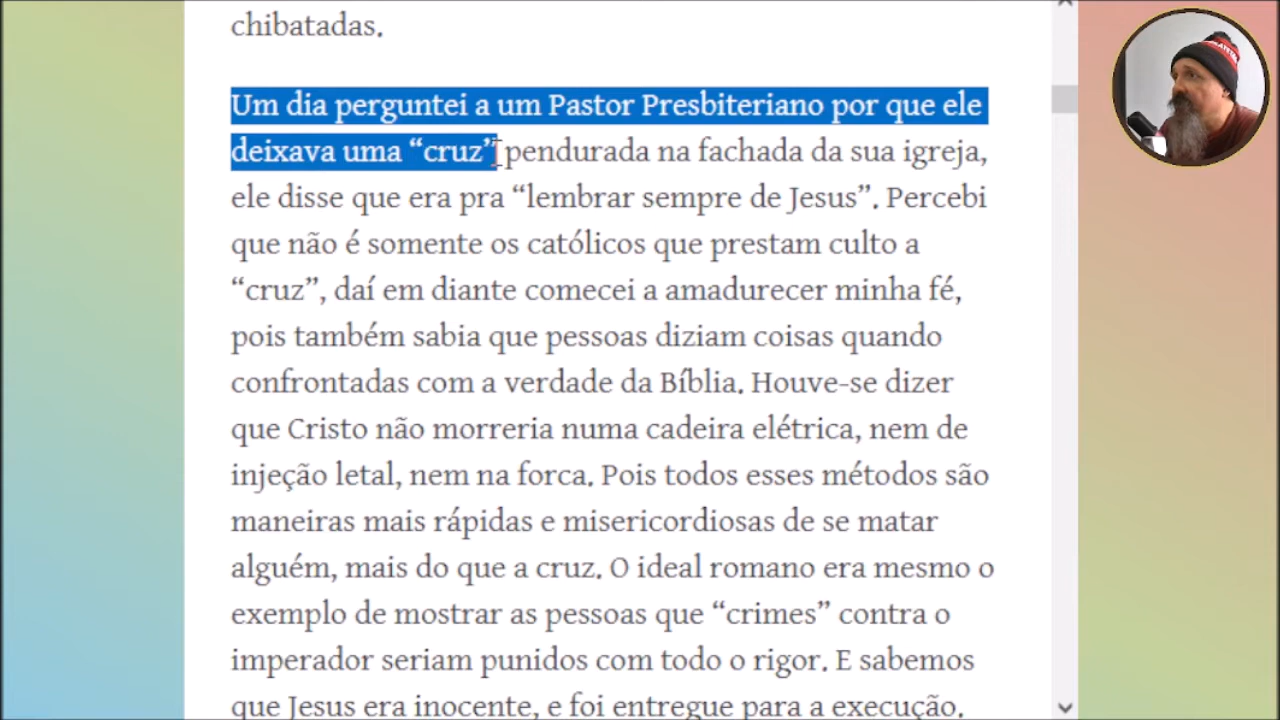 chibatadas.
Um dia perguntei a um Pastor Presbiteriano por que ele
deixava uma “cruz” pendurada na fachada da sua igreja,
ele disse que era pra “lembrar sempre de Jesus”. Percebi
que não é somente os católicos que prestam culto a
“cruz”, daí em diante comecei a amadurecer minha fé,
pois também sabia que pessoas diziam coisas quando
confrontadas com a verdade da Bíblia. Houve-se dizer
que Cristo não morreria numa cadeira elétrica, nem de
injeção letal, nem na forca. Pois todos esses métodos são
maneiras mais rápidas e misericordiosas de se matar
alguém, mais do que a cruz. O ideal romano era mesmo o
exemplo de mostrar as pessoas que “crimes” contra o
imperador seriam punidos com todo o rigor. E sabemos
que Jesus era inocente, e foi entregue para a execução.